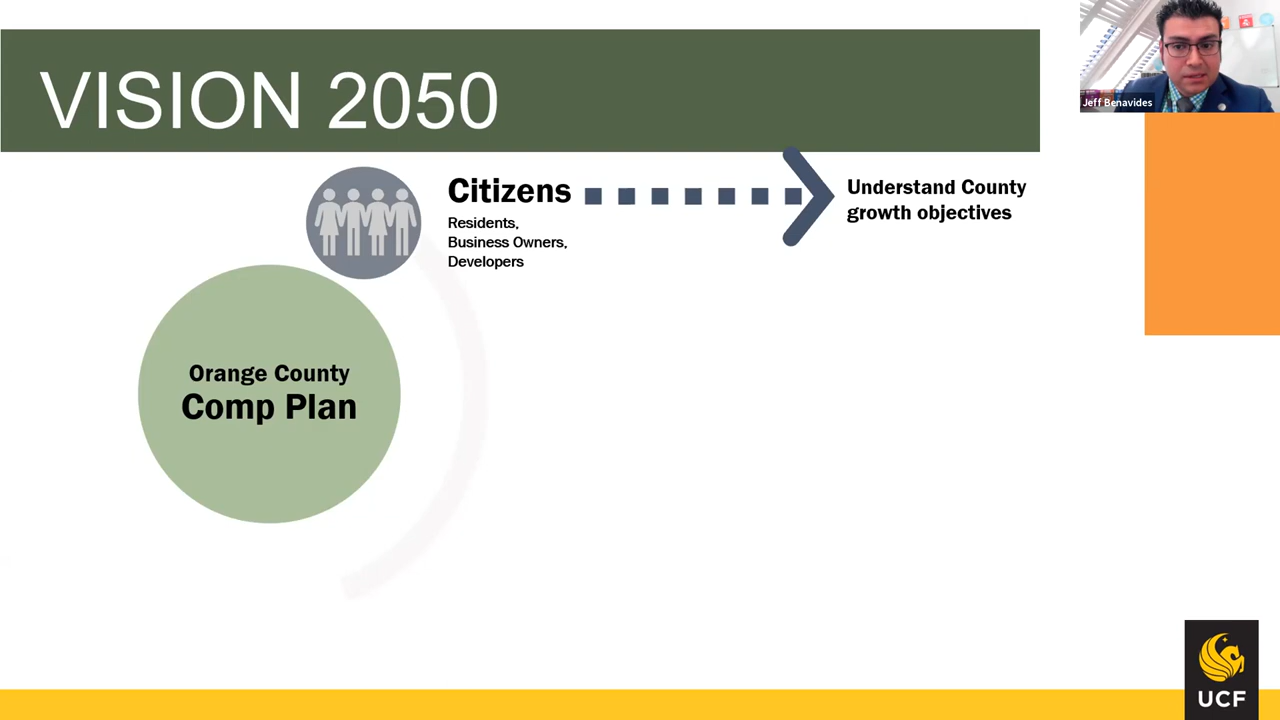 VISION 2050
Jeff Benavides
Citizens
Residents,
Business Owners,
Developers
Understand County
growth objectives
Orange County
Comp Plan
UCF